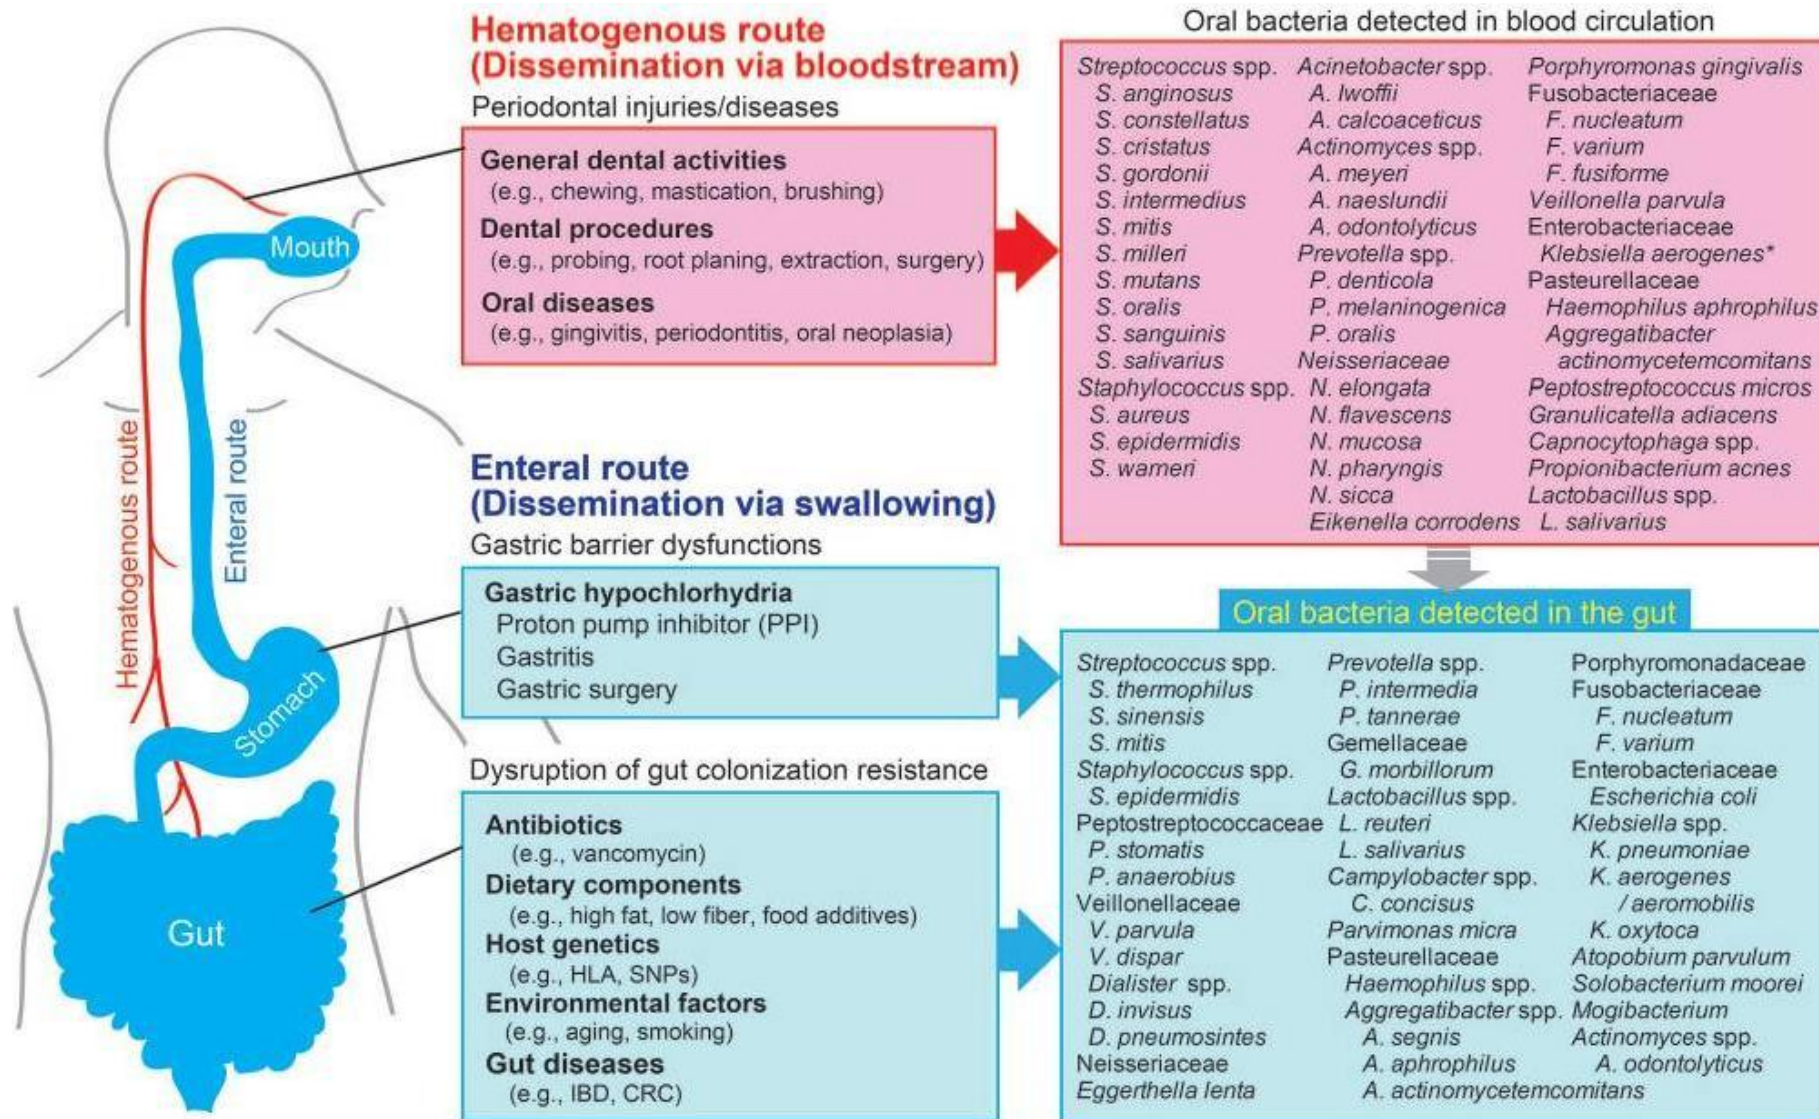 Hematogenous route
(Dissemination via bloodstream)
Periodontal injuries/diseases
General dental activities
(e.g., chewing, mastication, brushing)
Dental procedures
(e.g., probing, root planing, extraction, surgery)
Oral diseases
(e.g., gingivitis, periodontitis, oral neoplasia)
Mouth
Hematogenous route
Enteral route
Stomach
Gut
Enteral route
(Dissemination via swallowing)
Gastric barrier dysfunctions
Gastric hypochlorhydria
Proton pump inhibitor (PPI)
Gastritis
Gastric surgery
Dysruption of gut colonization resistance
Antibiotics
(e.g., vancomycin)
Dietary components
(e.g., high fat, low fiber, food additives)
Host genetics
(e.g., HLA, SNPs)
Environmental factors
(e.g., aging, smoking)
Gut diseases
(e.g., IBD, CRC)
Oral bacteria detected in blood circulation
Streptococcus spp.
S. anginosus
S. constellatus
S. cristatus
S. gordonii
S. intermedius
S. mitis
S. milleri
S. mutans
S. oralis
S. sanguinis
S. salivarius
Staphylococcus spp.
S. aureus
S. epidermidis
S. warneri
Acinetobacter spp.
A. lwoffii
A. calcoaceticus
Actinomyces spp.
A. meyeri
A. naeslundii
A. odontolyticus
Prevotella spp.
P. denticola
P. melaninogenica
P. oralis
Neisseriaceae
N. elongata
N. flavescens
N. mucosa
N. pharyngis
N. sicca
Eikenella corrodens
Porphyromonas gingivalis
Fusobacteriaceae
F. nucleatum
F. varium
F. fusiforme
Veillonella parvula
Enterobacteriaceae
Klebsiella aerogenes*
Pasteurellaceae
Haemophilus aphrophilus
Aggregatibacter
actinomycetemcomitans
Peptostreptococcus micros
Granulicatella adiacens
Capnocytophaga spp.
Propionibacterium acnes
Lactobacillus spp.
L. salivarius
Oral bacteria detected in the gut
Streptococcus spp.
S. thermophilus
S. sinensis
S. mitis
Staphylococcus spp.
S. epidermidis
Peptostreptococcaceae
P. stomatis
P. anaerobius
Veillonellaceae
V. parvula
V. dispar
Dialister spp.
D. invisus
D. pneumosintes
Neisseriaceae
Eggerthella lenta
Prevotella spp.
P. intermedia
P. tannerae
Gemellaceae
G. morbillorum
Lactobacillus spp.
L. reuteri
L. salivarius
Campylobacter spp.
C. concisus
Parvimonas micra
Pasteurellaceae
Haemophilus spp.
Aggregatibacter spp.
A. segnis
A. aphrophilus
A. actinomycetemcomitans
Porphyromonadaceae
Fusobacteriaceae
F. nucleatum
F. varium
Enterobacteriaceae
Escherichia coli
Klebsiella spp.
K. pneumoniae
K. aerogenes
/ aeromobilis
K. oxytoca
Atopobium parvulum
Solobacterium moorei
Mogibacterium
Actinomyces spp.
A. odontolyticus